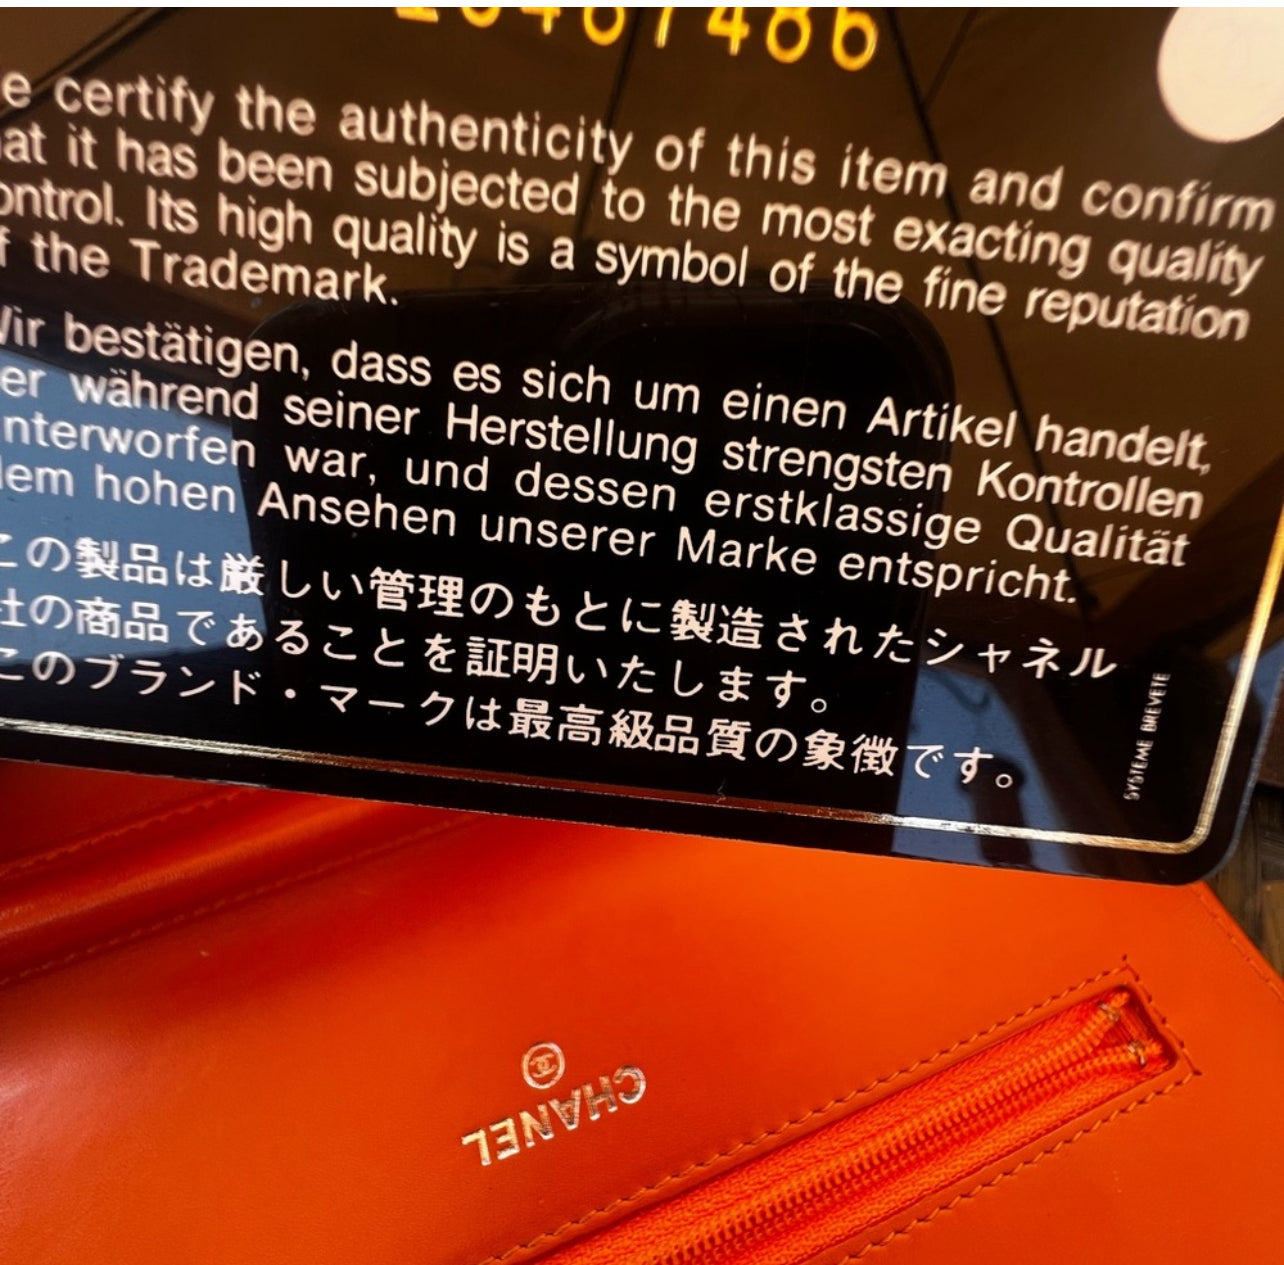 e certify the authenticity of this item and confirm
at it has been subjected to the most exacting quality
ontrol. Its high quality is a symbol of the fine reputation
f the Trademark.
Wir bestätigen, dass es sich um einen Artikel handelt,
er während seiner Herstellung strengsten Kontrollen
nterworfen war, und dessen erstklassige Qualität
dem hohen Ansehen unserer Marke entspricht.
この製品は厳しい管理のもとに製造されたシャネル
社の商品であることを証明いたします。
このブランド・マークは最高級品質の象徴です。
SYSTEME BREVETE
CHANEL